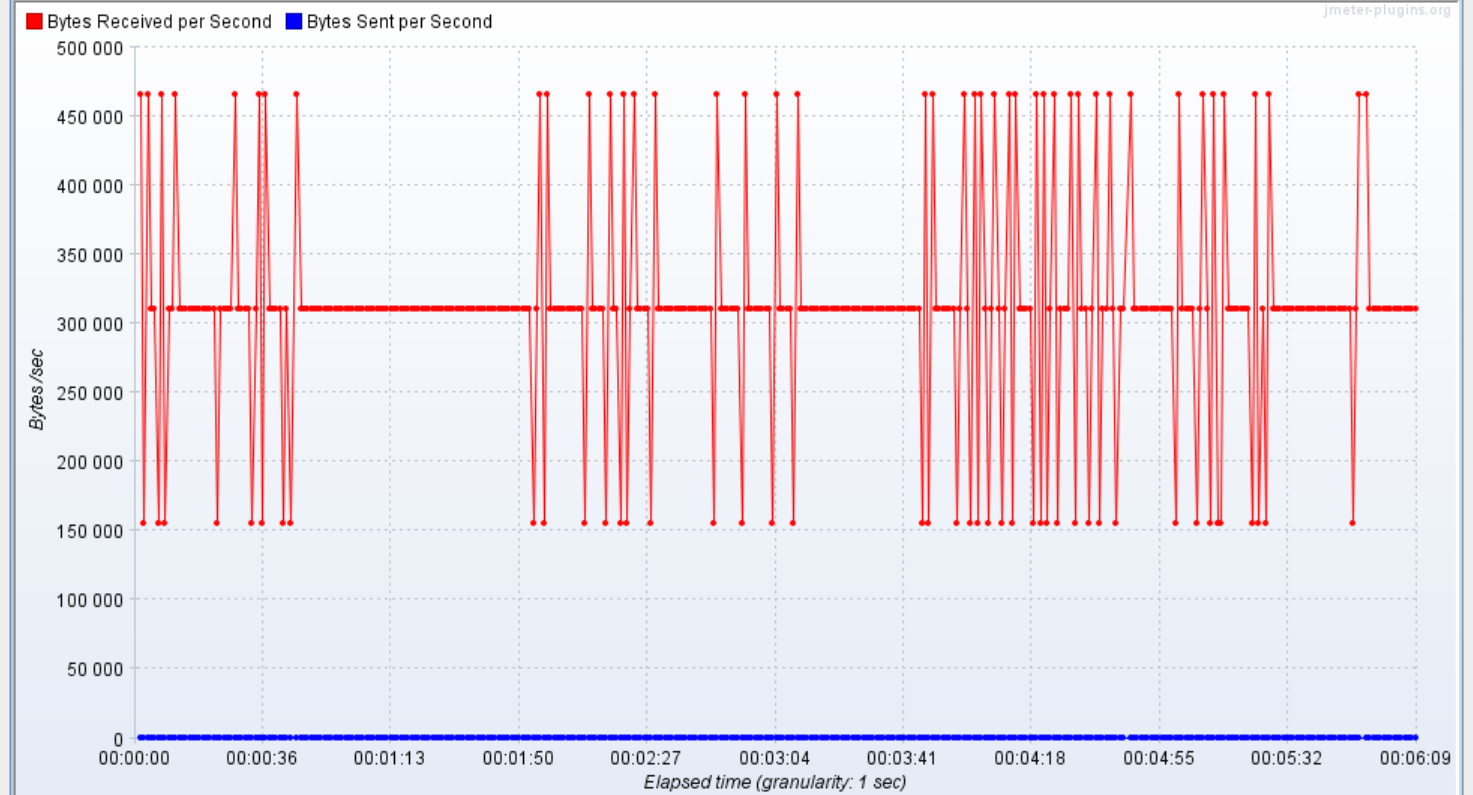 jmeter-plugins.org
Bytes Received per Second Bytes Sent per Second
500 000
450 000
400 000
350 000
300 000
250 000
200 000
150 000
100 000
50 000
0
Bytes /sec
00:00:00 00:00:36 00:01:13 00:01:50 00:02:27 00:03:04 00:03:41 00:04:18 00:04:55 00:05:32 00:06:09
Elapsed time (granularity: 1 sec)